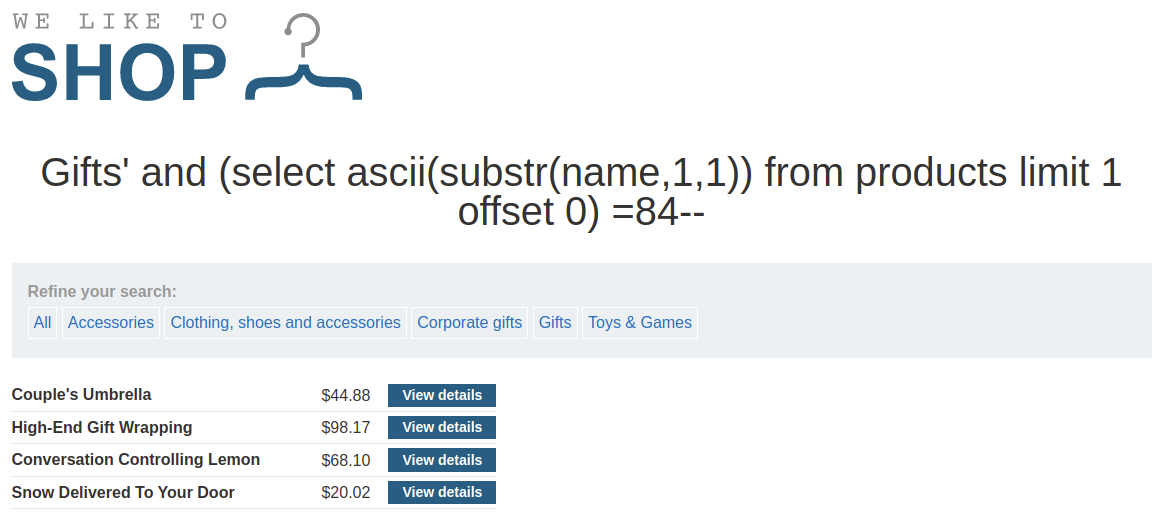 WE LIKE TO
SHOP
Gifts' and (select ascii(substr(name,1,1)) from products limit 1
offset 0) =84--
Refine your search:
All Accessories Clothing, shoes and accessories Corporate gifts Gifts Toys & Games
Couple's Umbrella $44.88 View details
High-End Gift Wrapping $98.17 View details
Conversation Controlling Lemon $68.10 View details
Snow Delivered To Your Door $20.02 View details